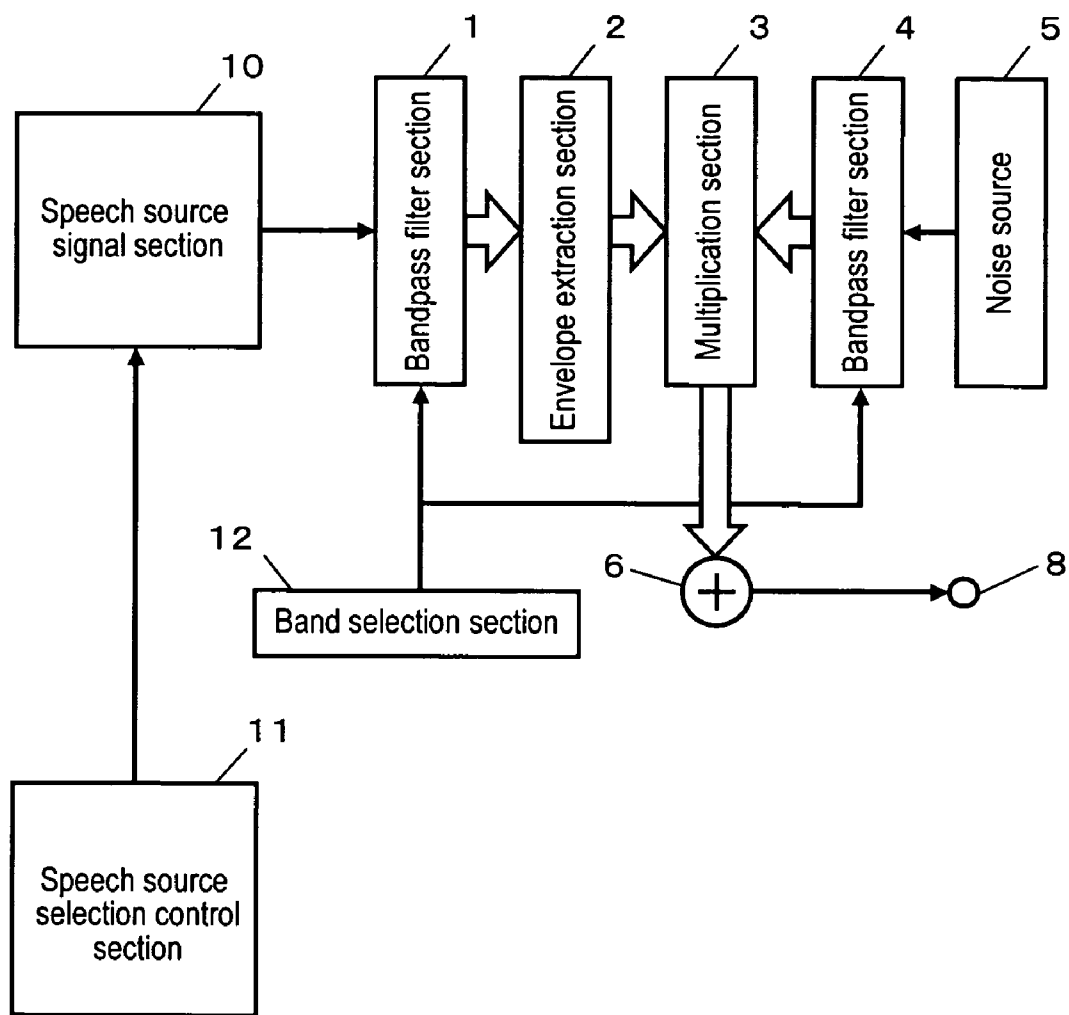 1
2
3
4
5
10
Speech source
signal section
Bandpass filter section
Envelope extraction section
Multiplication section
Bandpass filter section
Noise source
12
Band selection section
6
+
8
11
Speech source
selection control
section